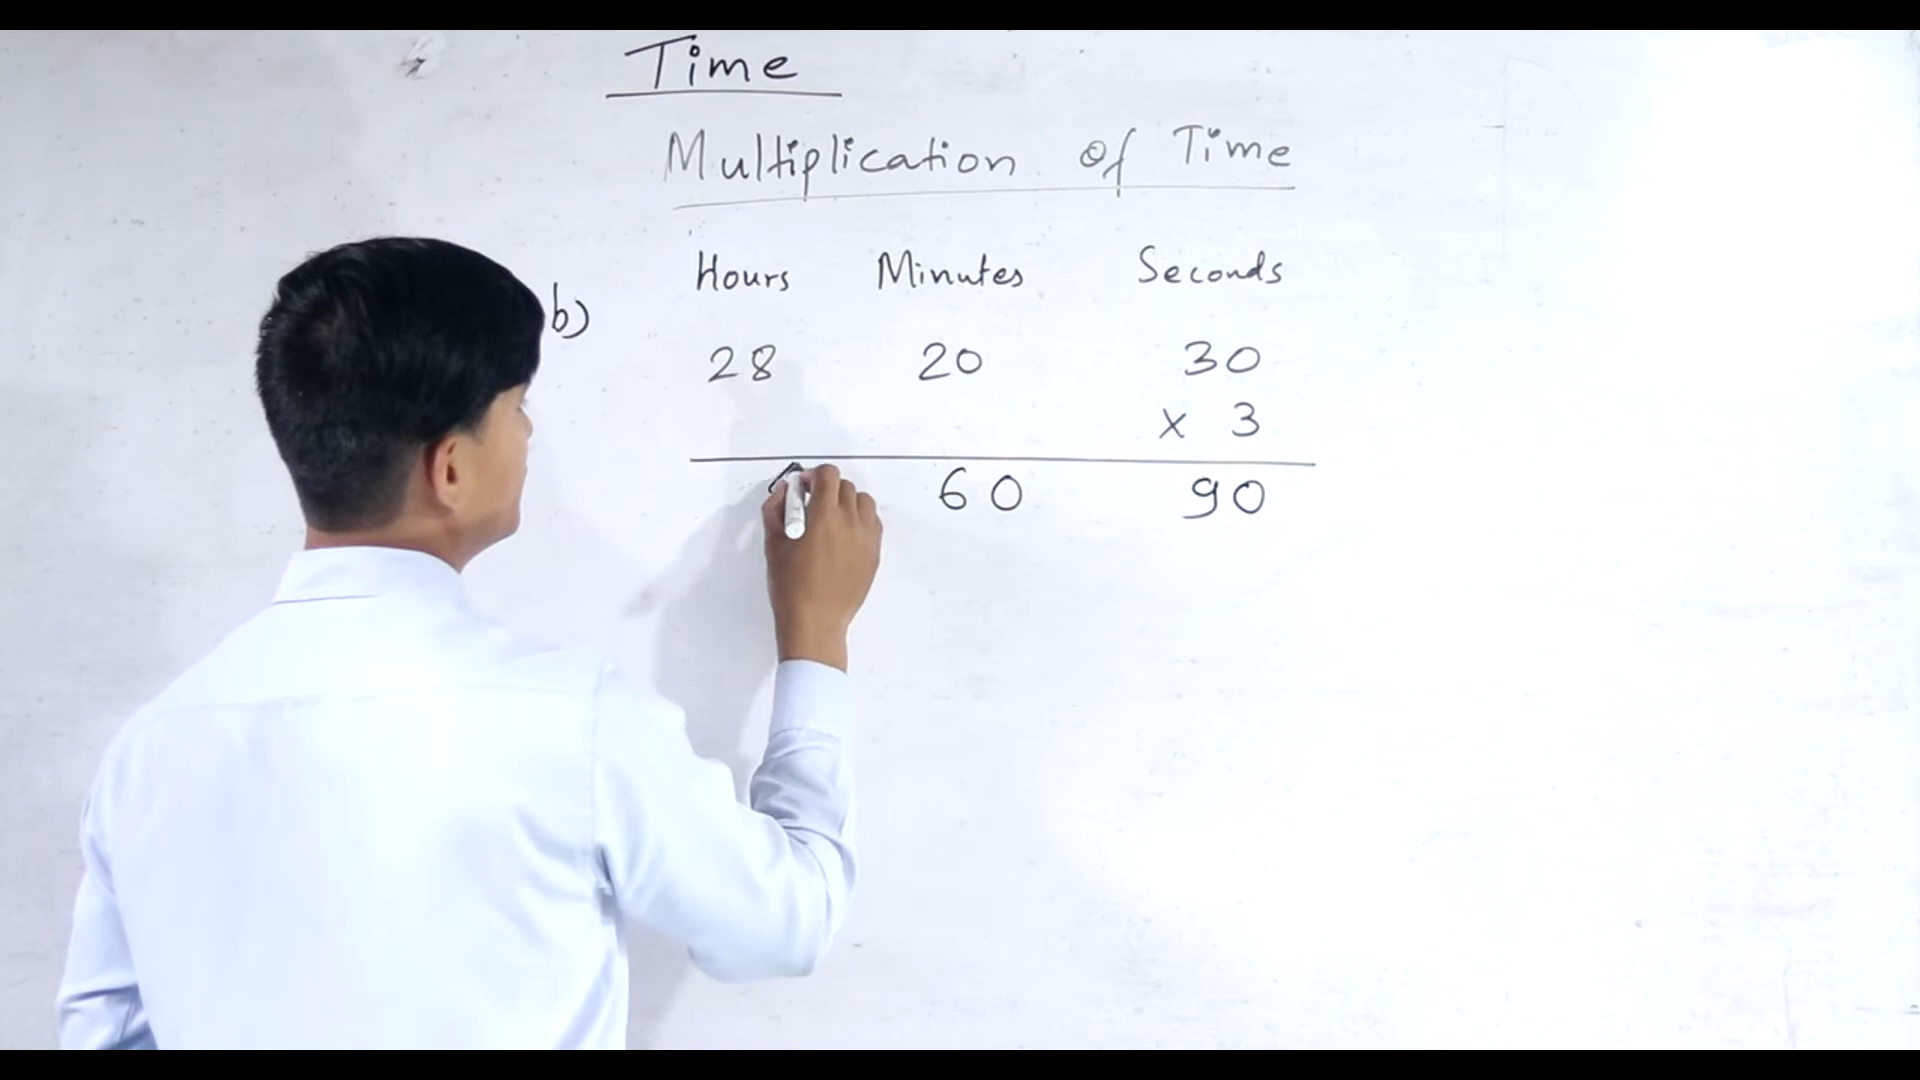 Time
Multiplication of Time
Hours Minutes Seconds
b)
28 20 30
x 3
60 90